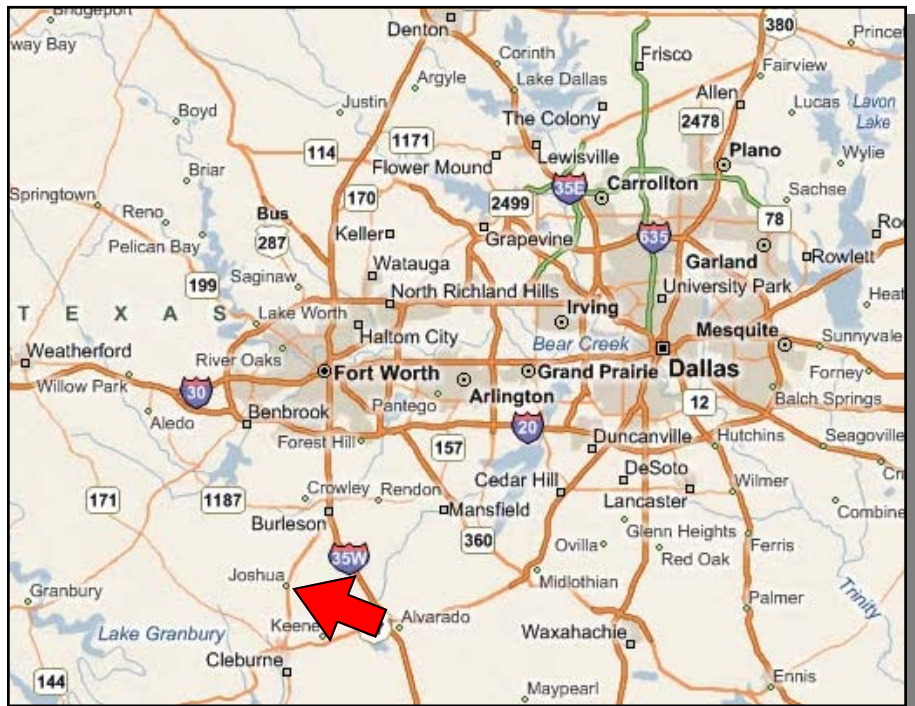 Bridgeport
way Bay
Denton
380
Princet
Corinth
Frisco
Fairview
Argyle
Lake Dallas
Allen
Boyd
Justin
The Colony
Lucas
Lavon
Lake
2478
114
1171
Flower Mound
Lewisville
Plano
Wylie
Briar
35E
Carrollton
Springtown
170
2499
Sachse
Reno
Bus
287
Keller
Grapevine
635
78
Ro
Pelican Bay
Garland
Rowlett
Watauga
199
Saginaw
North Richland Hills
University Park
Heat
TEXAS
Lake Worth
Irving
Haltom City
Mesquite
Bear Creek
Sunnyvale
Weatherford
River Oaks
Fort Worth
Grand Prairie
Dallas
Forney
Willow Park
30
Pantego
Arlington
12
Balch Springs
Aledo
Benbrook
20
Forest Hill
157
Duncanville
Hutchins
Seagoville
DeSoto
Cri
171
1187
Crowley
Rendon
Cedar Hill
Lancaster
Wilmer
Burleson
Mansfield
Combine
360
Ovilla
Glenn Heights
Ferris
35W
Red Oak
Joshua
Midlothian
Granbury
Trinity
Palmer
Lake Granbury
Keene
Alvarado
Waxahachie
Cleburne
144
Ennis
Maypearl